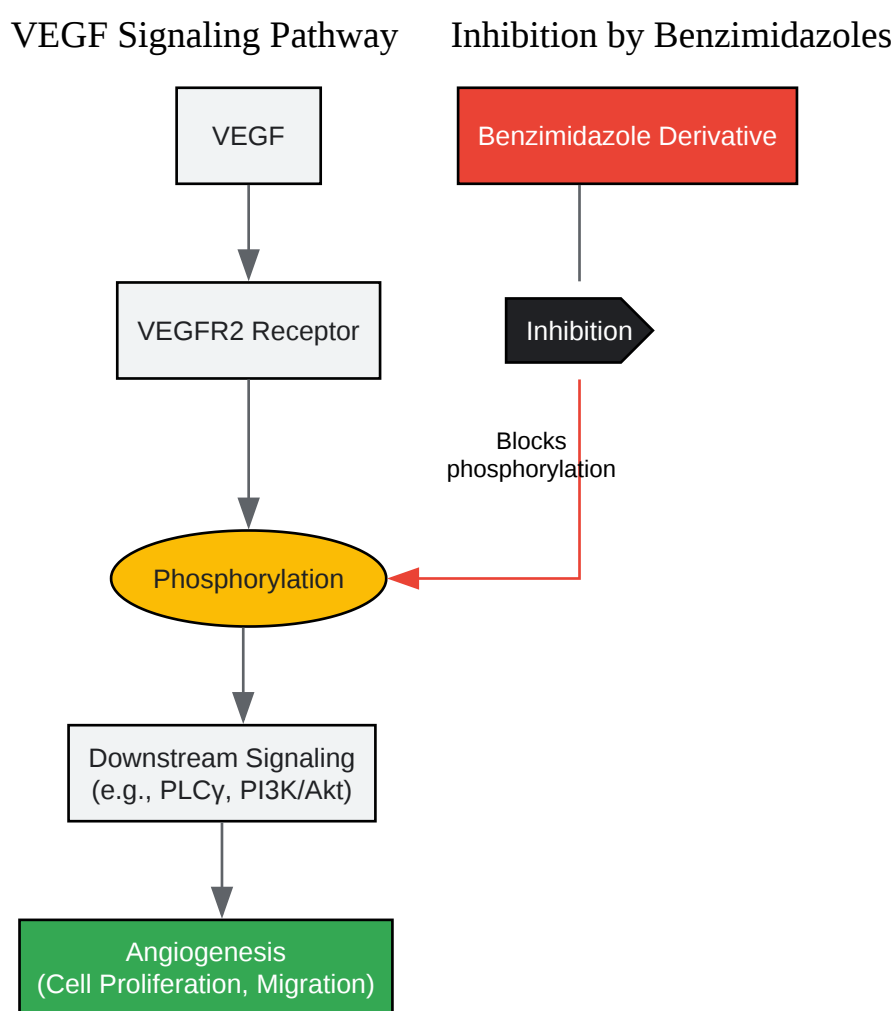 VEGF Signaling Pathway
Inhibition by Benzimidazoles
VEGF
Benzimidazole Derivative
VEGFR2 Receptor
Inhibition
Blocks
phosphorylation
Phosphorylation
Downstream Signaling
(e.g., PLCγ, PI3K/Akt)
Angiogenesis
(Cell Proliferation, Migration)